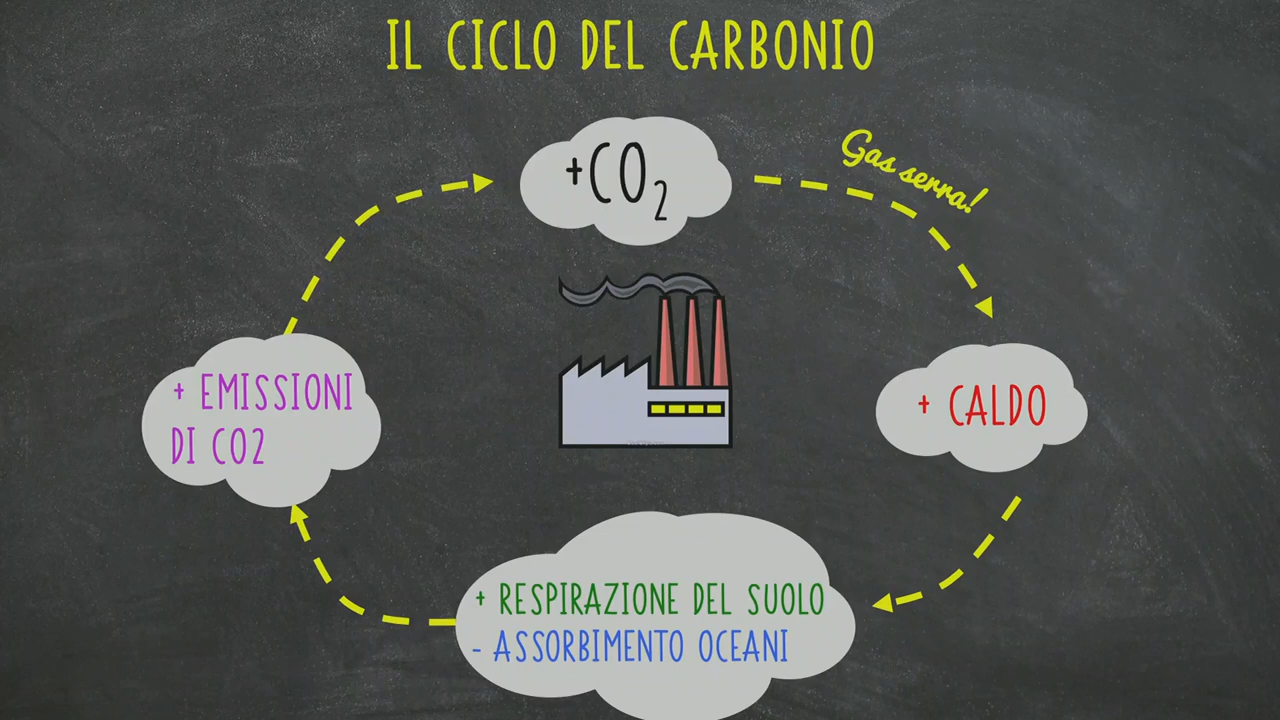 IL CICLO DEL CARBONIO
+CO₂
Gas serra!
+ CALDO
+ RESPIRAZIONE DEL SUOLO
- ASSORBIMENTO OCEANI
+ EMISSIONI
DI CO2